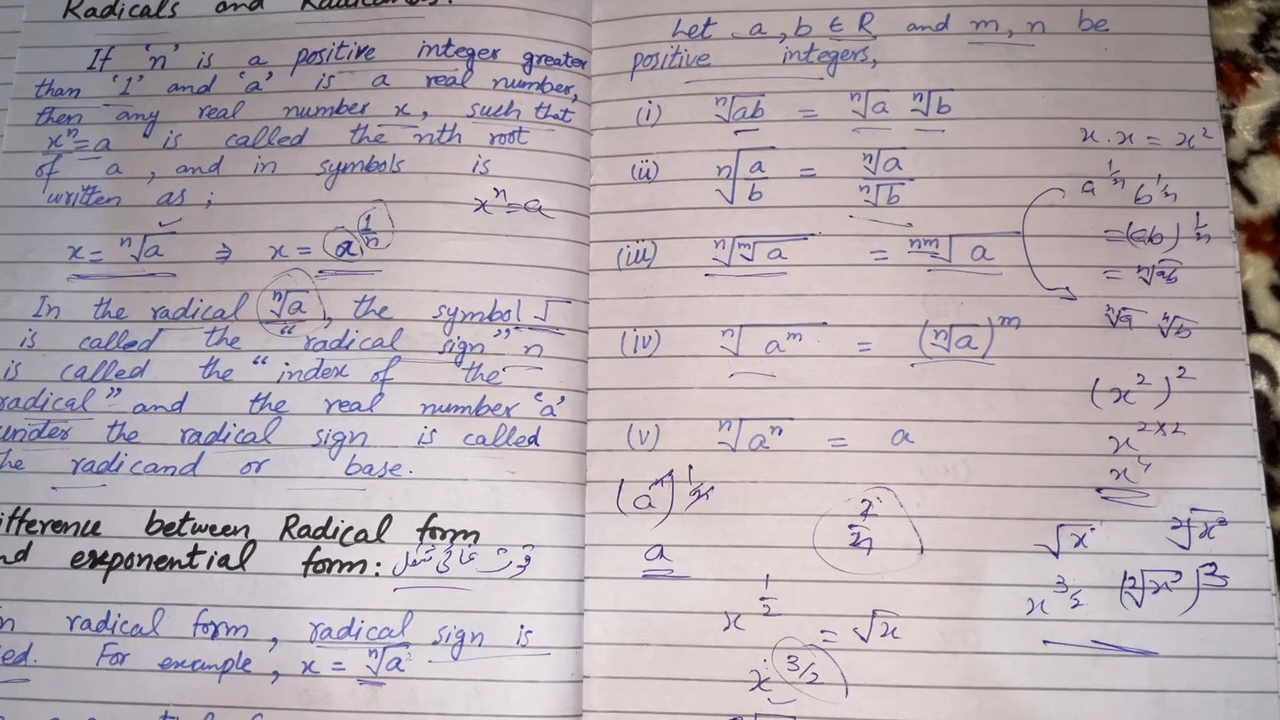 Radicals and Radicands:
If 'n' is a positive integer greater
than '1' and 'a' is a real number,
then any real number x, such that
xⁿ=a is called the nth root
of a, and in symbols is
written as;
xⁿ=a
x = ⁿ√a ⇒ x = a^(1/n)
In the radical ⁿ√a, the symbol √
is called the "radical sign" n
is called the "index of the
radical" and the real number 'a'
under the radical sign is called
he radicand or base.
ifference between Radical form
nd exponential form:
n radical form, radical sign is
ed. For example, x = ⁿ√a
Let a, b ∈ R and m, n be
positive integers,
(i) ⁿ√ab = ⁿ√a ⁿ√b
(ii) ⁿ√(a/b) = ⁿ√a / ⁿ√b
(iii) ⁿ√ᵐ√a = ⁿᵐ√a
(iv) ⁿ√aᵐ = (ⁿ√a)ᵐ
(v) ⁿ√aⁿ = a
(aⁿ)^(1/n)
a
x^(1/2)
= √x
x^(3/2)
x . x = x²
a^(1/n) b^(1/n)
= (ab)^(1/n)
= ⁿ√ab
ⁿ√a ⁿ√b
(x²)²
x^(2×2)
x⁴
x^(3/2)